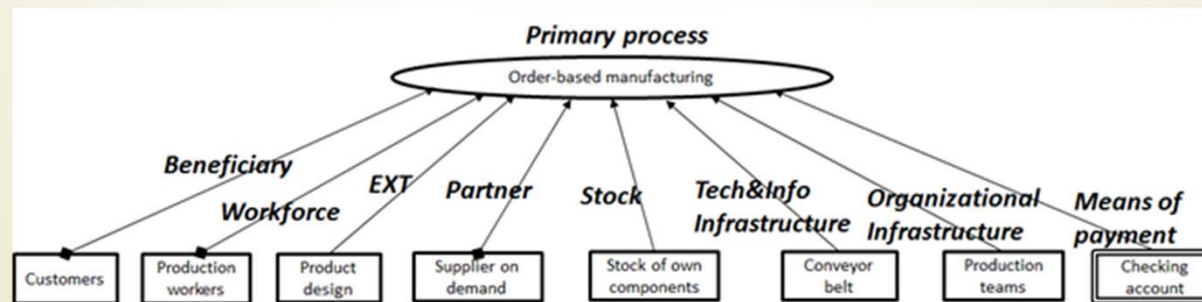 Primary process
Order-based manufacturing
Beneficiary
Workforce
EXT
Partner
Stock
Tech&Info
Infrastructure
Organizational
Infrastructure
Means of
payment
Customers
Production
workers
Product
design
Supplier on
demand
Stock of own
components
Conveyor
belt
Production
teams
Checking
account